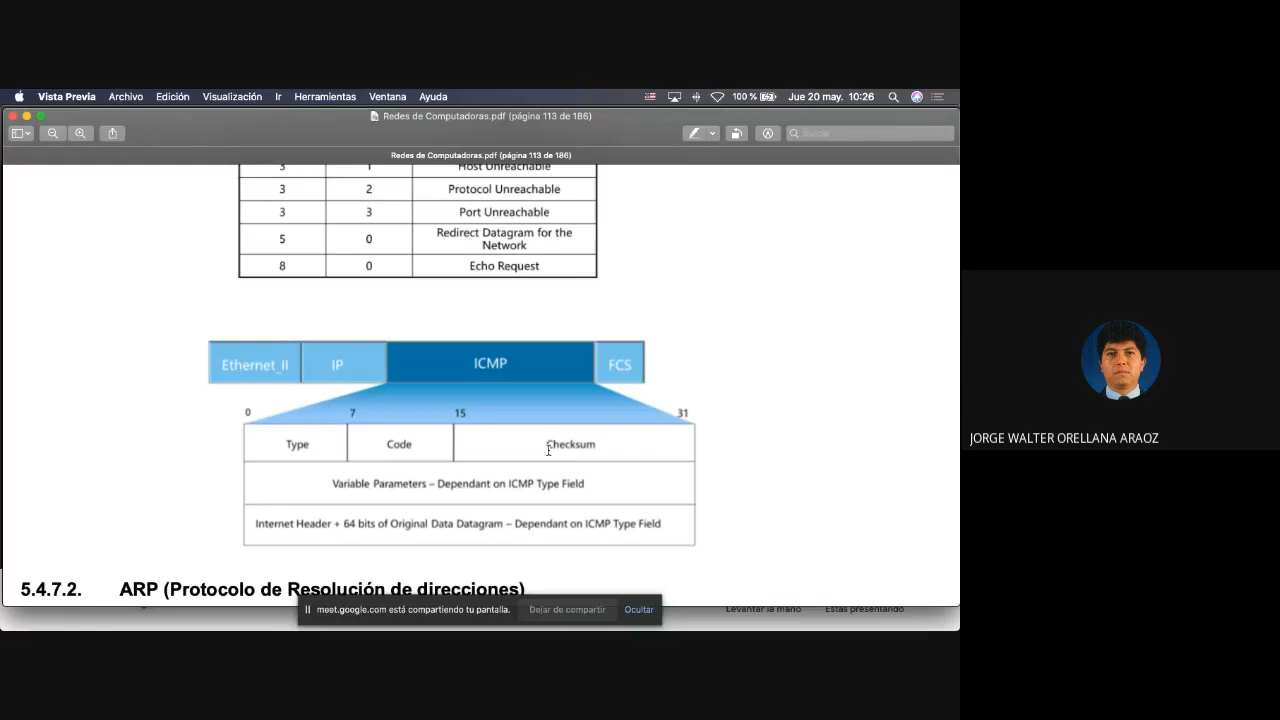 Vista Previa Archivo Edición Visualización Ir Herramientas Ventana Ayuda 100 % Jue 20 may. 10:26
Redes de Computadoras.pdf (página 113 de 186)
Buscar
Redes de Computadoras.pdf (página 113 de 186)
3 1 Host Unreachable
3 2 Protocol Unreachable
3 3 Port Unreachable
5 0 Redirect Datagram for the
Network
8 0 Echo Request
Ethernet_II IP ICMP FCS
0 7 15 31
Type Code Checksum
Variable Parameters – Dependant on ICMP Type Field
Internet Header + 64 bits of Original Data Datagram – Dependant on ICMP Type Field
5.4.7.2. ARP (Protocolo de Resolución de direcciones)
meet.google.com está compartiendo tu pantalla. Dejar de compartir Ocultar
Levantar la mano Estás presentando
JORGE WALTER ORELLANA ARAOZ